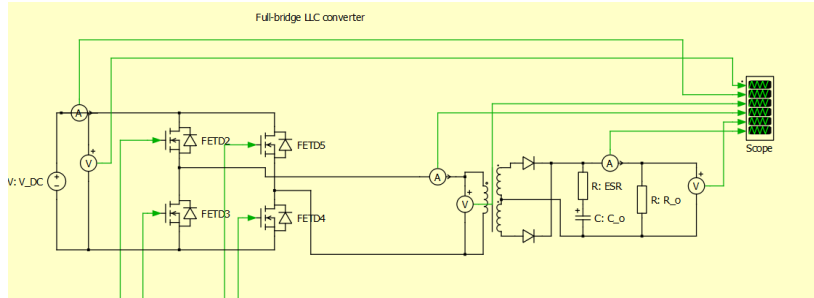 Full-bridge LLC converter
A
FETD2
FETD5
Scope
V: V_DC
V
A
A
R: ESR
V
V
R: R_o
C: C_o
FETD3
FETD4